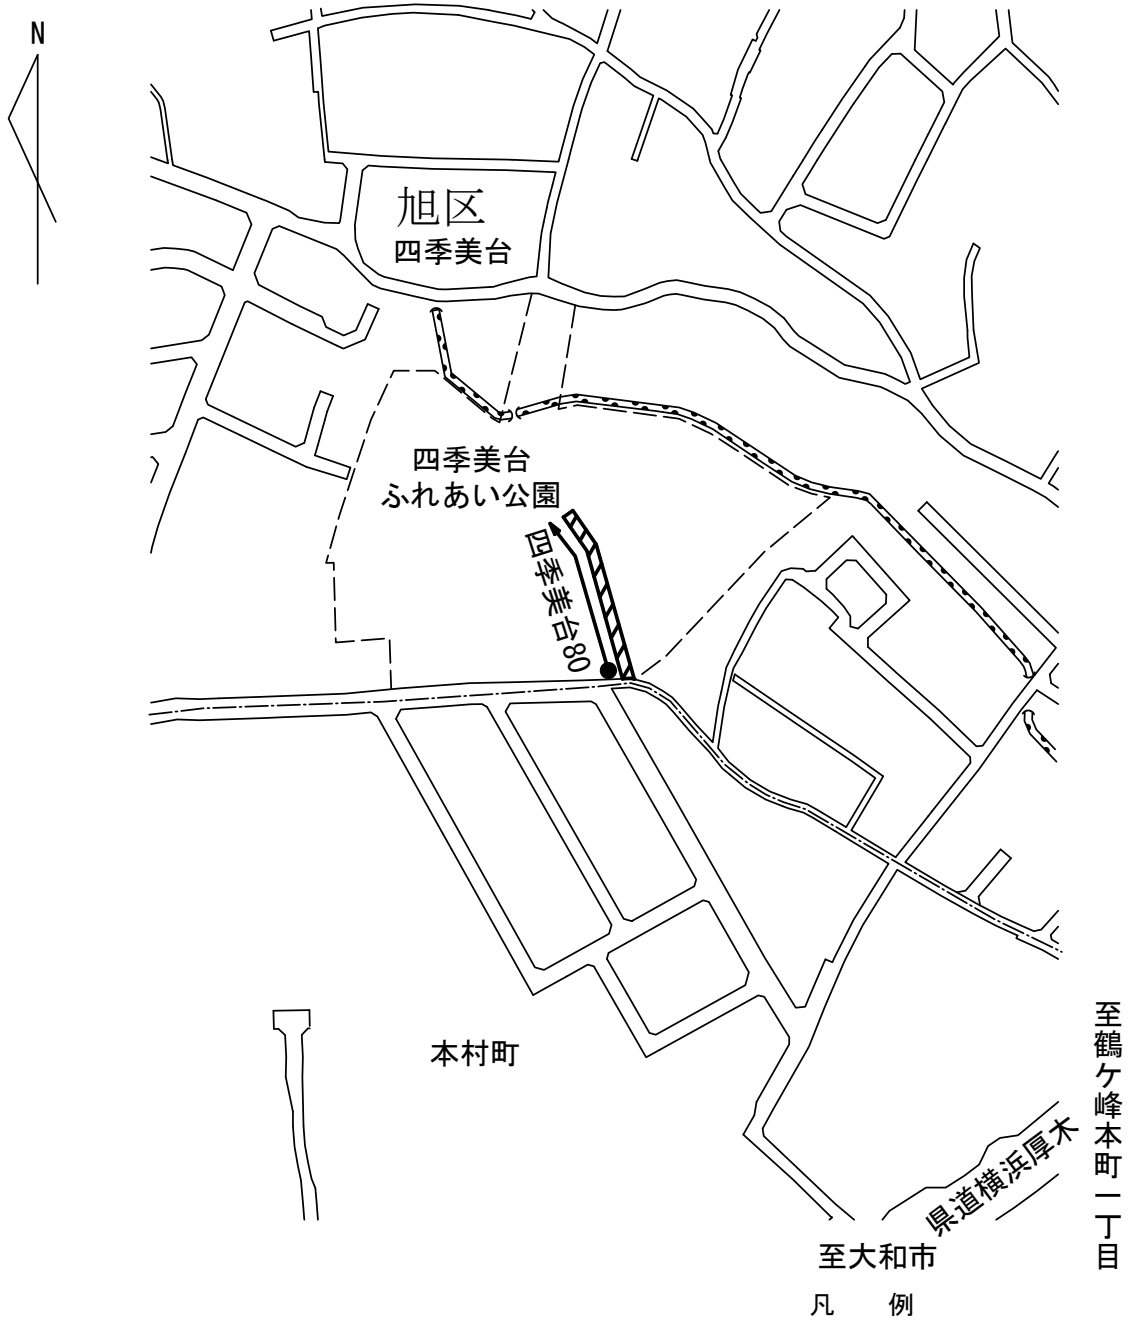 N
旭区
四季美台
四季美台
ふれあい公園
四季美台80
本村町
至鶴ケ峰本町一丁目
県道横浜厚木
至大和市
凡 例